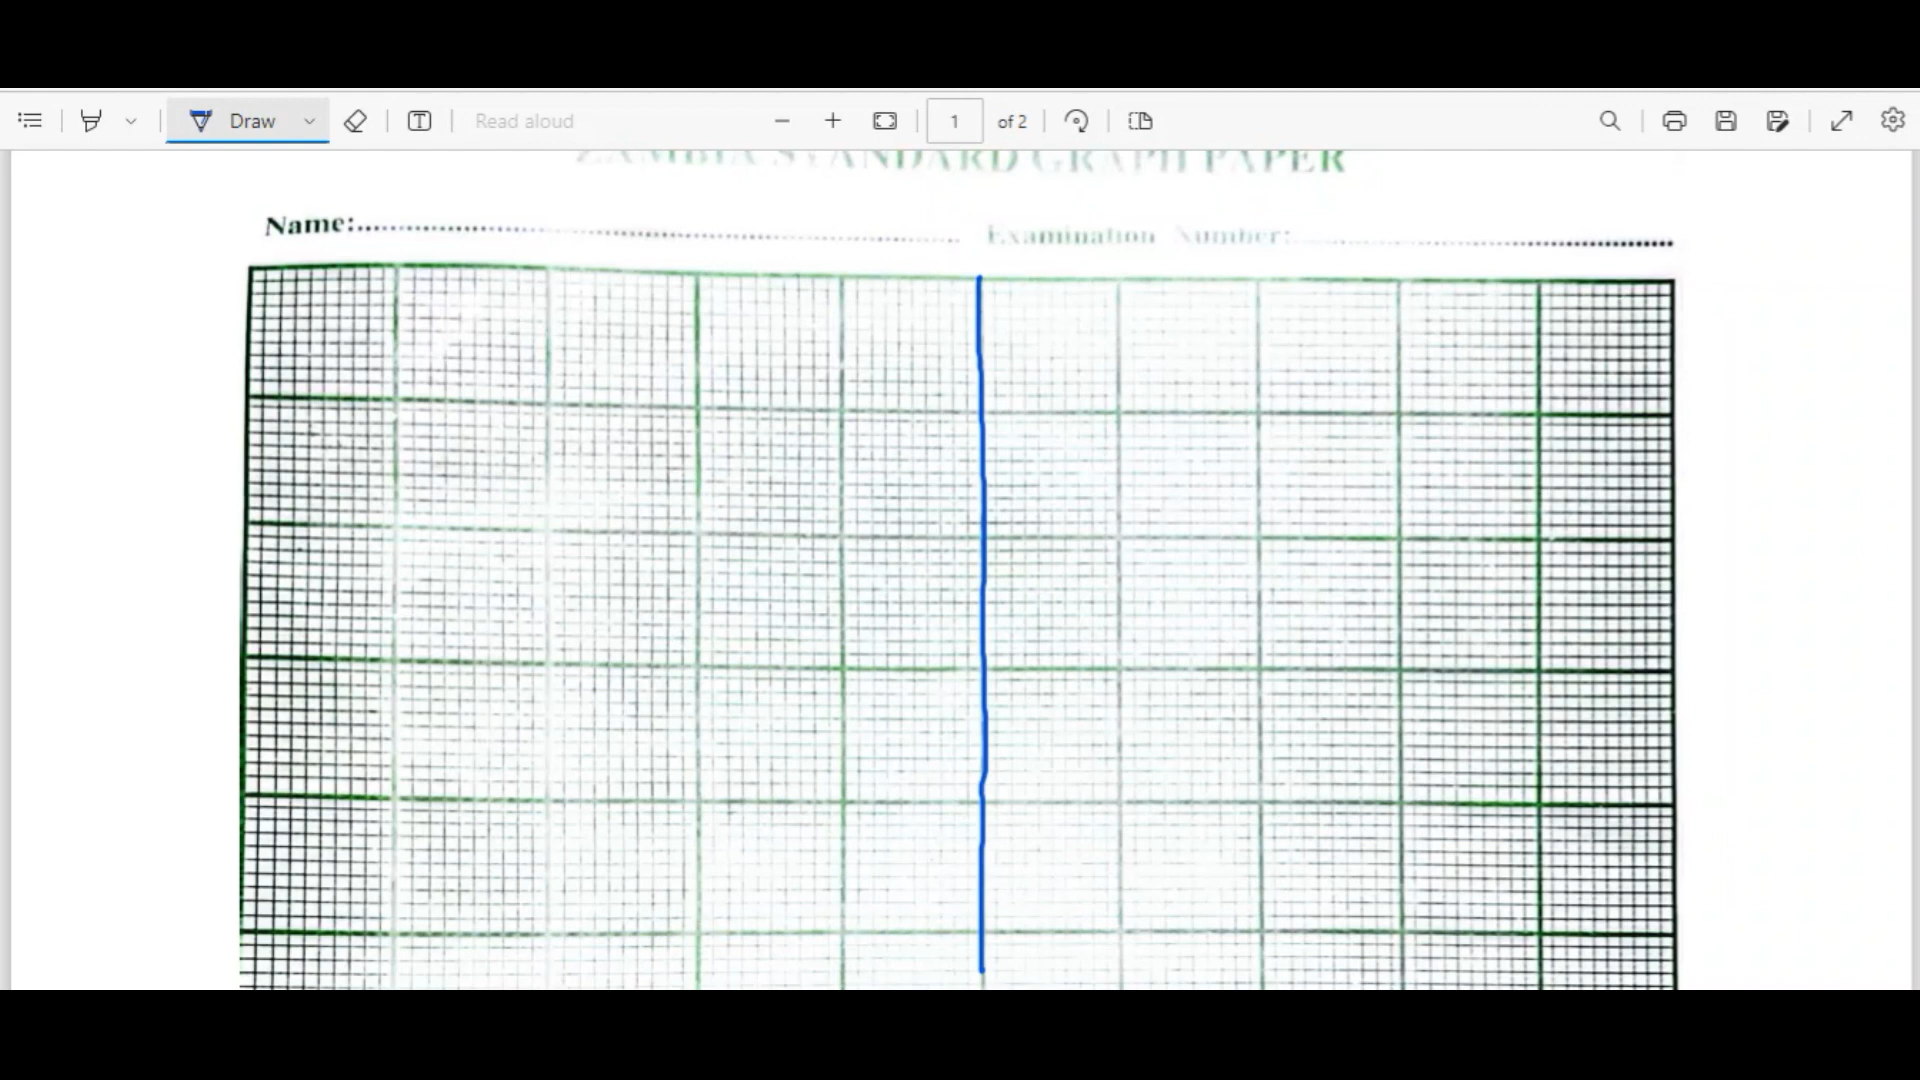 Draw
Read aloud
1 of 2
ZAMBIA STANDARD GRAPH PAPER
Name:........ Examination Number:........